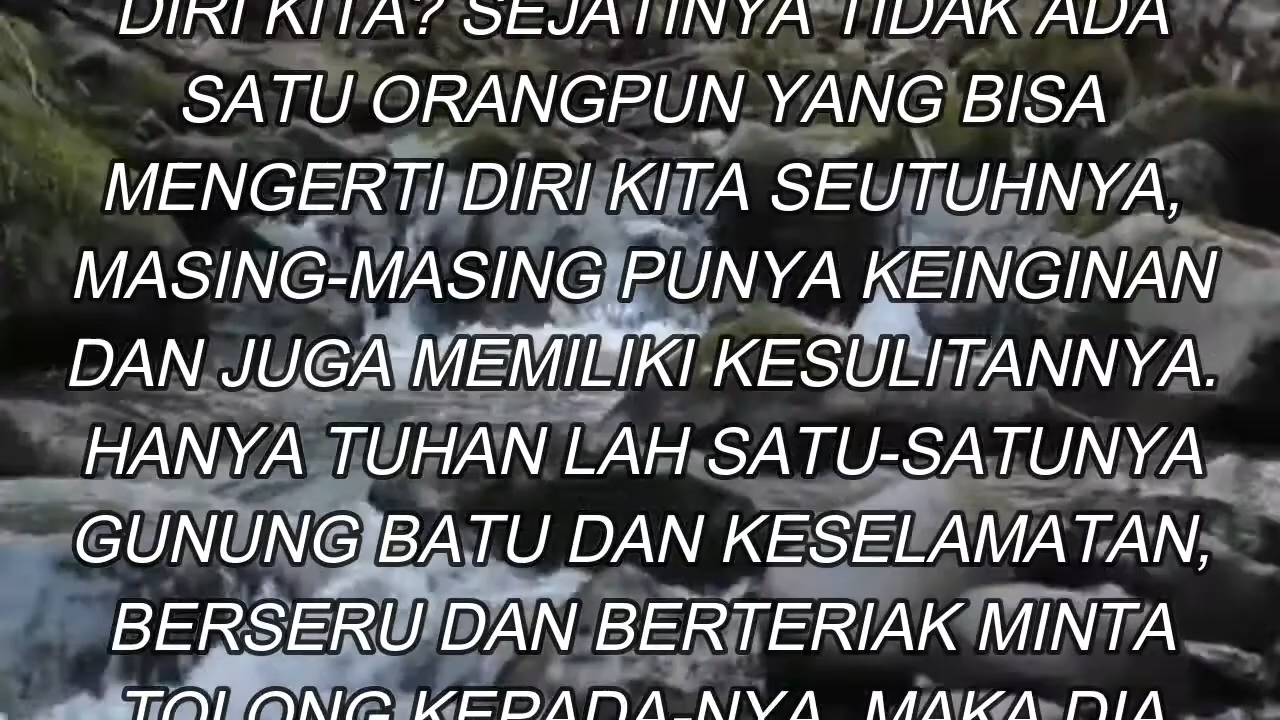 DIRI KITA? SEJATINYA TIDAK ADA
SATU ORANGPUN YANG BISA
MENGERTI DIRI KITA SEUTUHNYA,
MASING-MASING PUNYA KEINGINAN
DAN JUGA MEMILIKI KESULITANNYA.
HANYA TUHAN LAH SATU-SATUNYA
GUNUNG BATU DAN KESELAMATAN,
BERSERU DAN BERTERIAK MINTA
TOLONG KEPADA-NYA, MAKA DIA